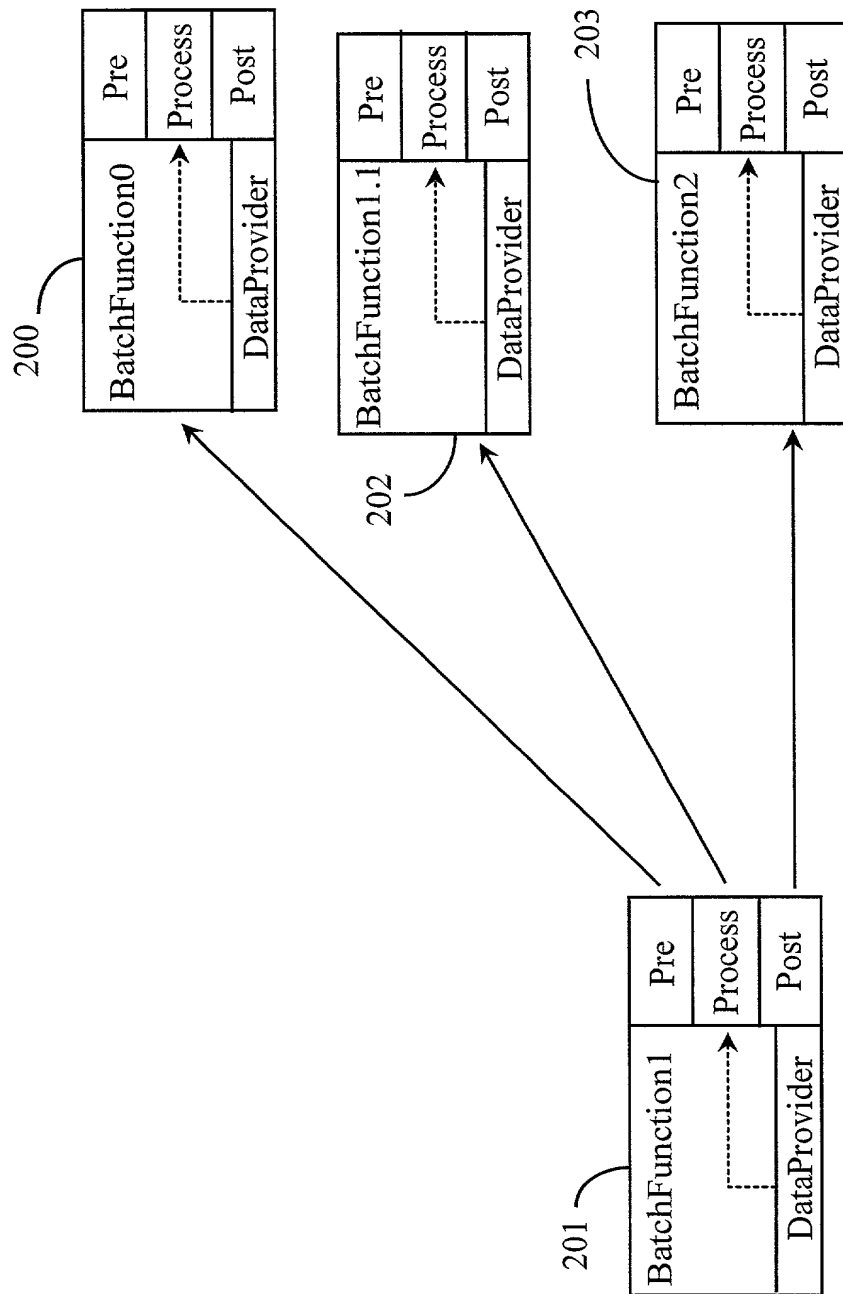 200
BatchFunction0
Pre
Process
Post
DataProvider
202
BatchFunction1.1
Pre
Process
Post
DataProvider
203
BatchFunction2
Pre
Process
Post
DataProvider
201
BatchFunction1
Pre
Process
Post
DataProvider